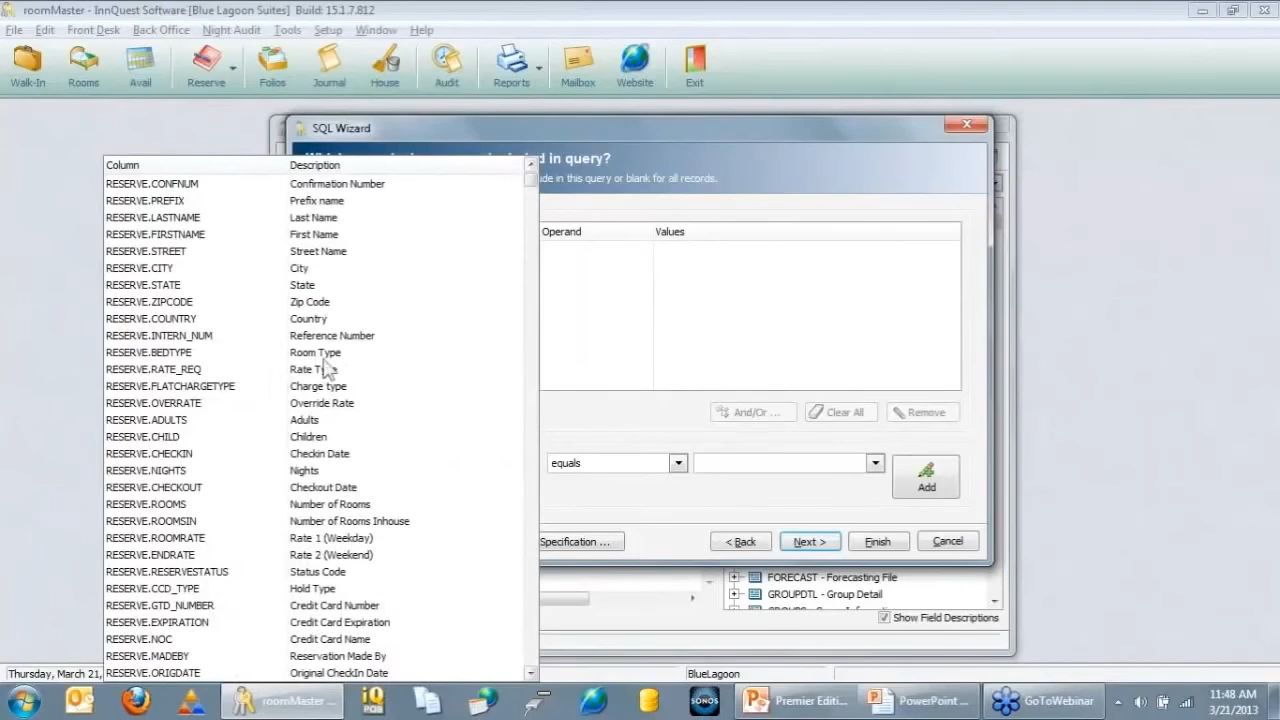 roomMaster - InnQuest Software [Blue Lagoon Suites] Build: 15.1.7.812
File Edit Front Desk Back Office Night Audit Tools Setup Window Help
Walk-In Rooms Avail Reserve Folios Journal House Audit Reports Mailbox Website Exit
SQL Wizard
d in query?
de in this query or blank for all records.
Column Description
RESERVE.CONFNUM Confirmation Number
RESERVE.PREFIX Prefix name
RESERVE.LASTNAME Last Name
RESERVE.FIRSTNAME First Name
RESERVE.STREET Street Name
RESERVE.CITY City
RESERVE.STATE State
RESERVE.ZIPCODE Zip Code
RESERVE.COUNTRY Country
RESERVE.INTERN_NUM Reference Number
RESERVE.BEDTYPE Room Type
RESERVE.RATE_REQ Rate T
RESERVE.FLATCHARGETYPE Charge type
RESERVE.OVERRATE Override Rate
RESERVE.ADULTS Adults
RESERVE.CHILD Children
RESERVE.CHECKIN Checkin Date
RESERVE.NIGHTS Nights
RESERVE.CHECKOUT Checkout Date
RESERVE.ROOMS Number of Rooms
RESERVE.ROOMSIN Number of Rooms Inhouse
RESERVE.ROOMRATE Rate 1 (Weekday)
RESERVE.ENDRATE Rate 2 (Weekend)
RESERVE.RESERVESTATUS Status Code
RESERVE.CCD_TYPE Hold Type
RESERVE.GTD_NUMBER Credit Card Number
RESERVE.EXPIRATION Credit Card Expiration
RESERVE.NOC Credit Card Name
RESERVE.MADEBY Reservation Made By
RESERVE.ORIGDATE Original CheckIn Date
Operand Values
And/Or ... Clear All Remove
equals
Add
Specification ... < Back Next > Finish Cancel
FORECAST - Forecasting File
GROUPDTL - Group Detail
Show Field Descriptions
Thursday, March 21, BlueLagoon
roomMaster ... iQ POS SONOS Premier Editi... PowerPoint ... GoToWebinar
11:48 AM
3/21/2013